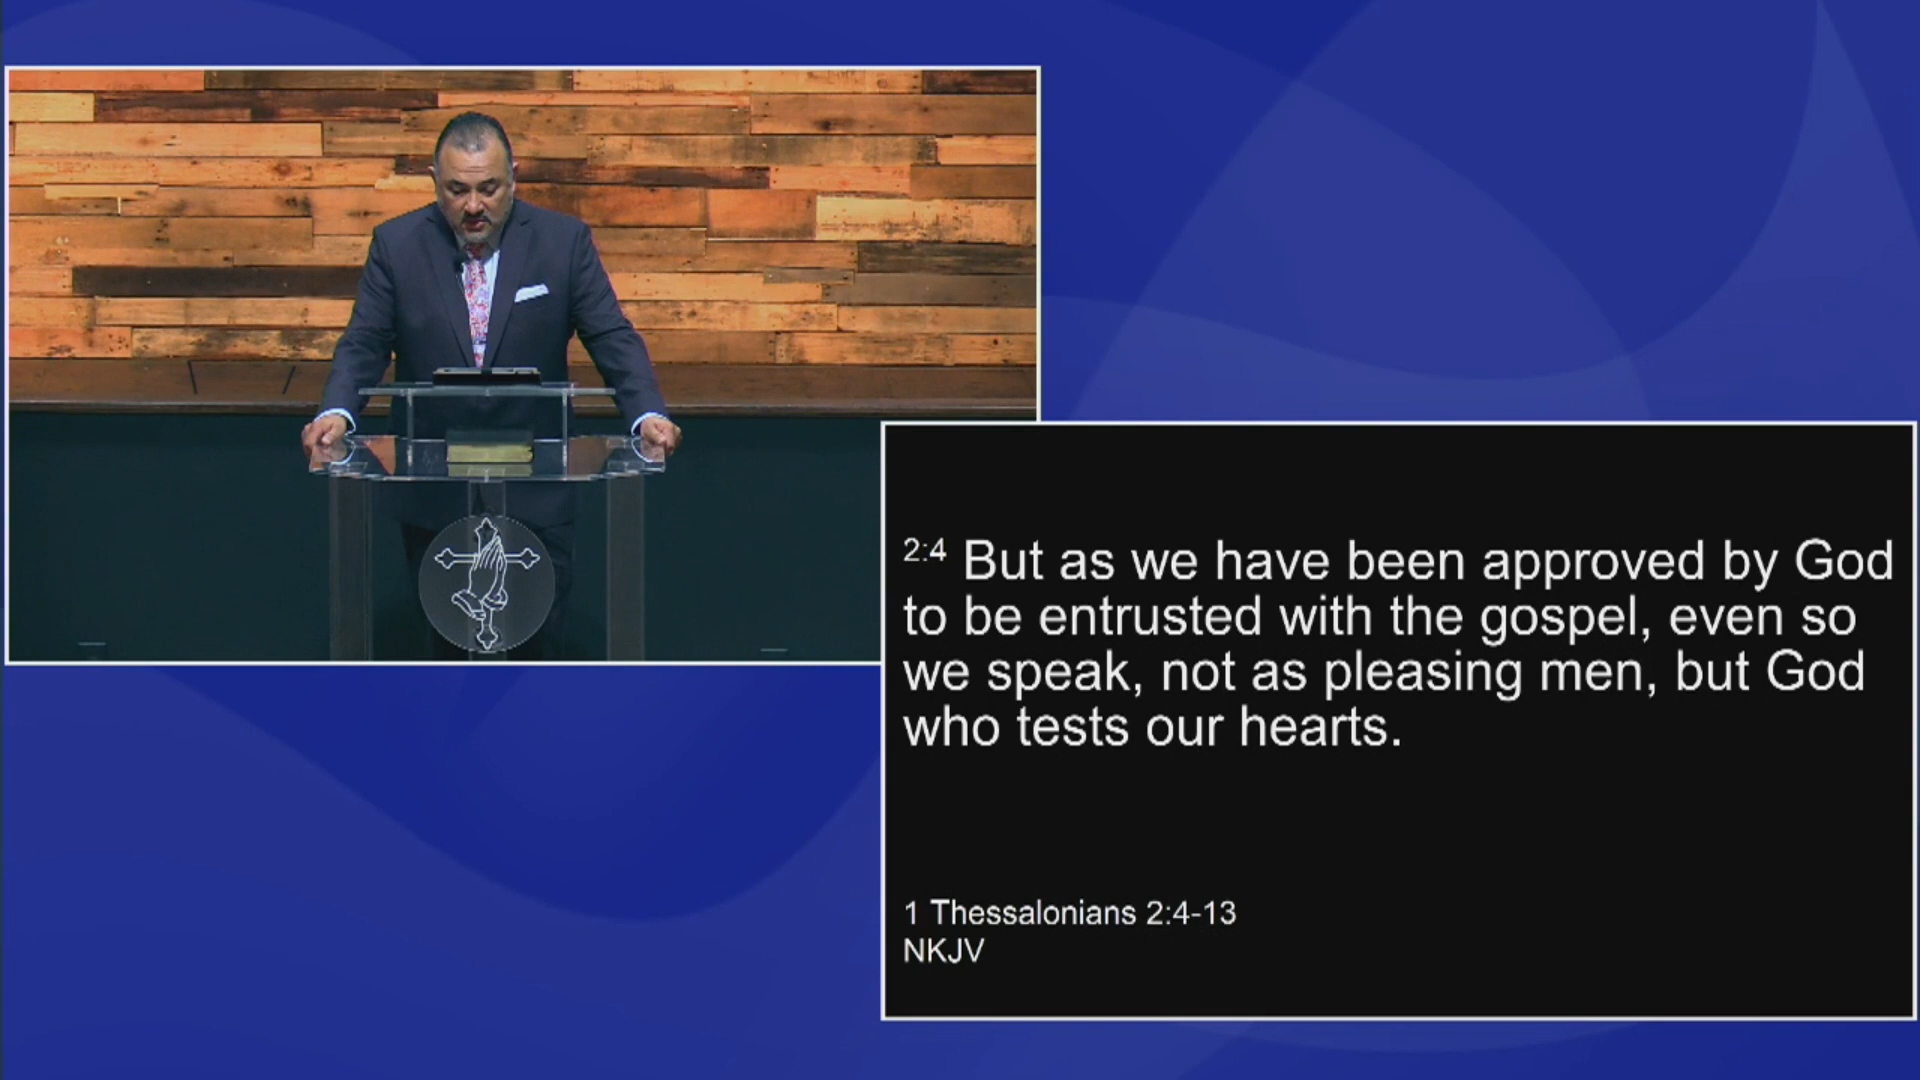 2:4 But as we have been approved by God
to be entrusted with the gospel, even so
we speak, not as pleasing men, but God
who tests our hearts.
1 Thessalonians 2:4-13
NKJV